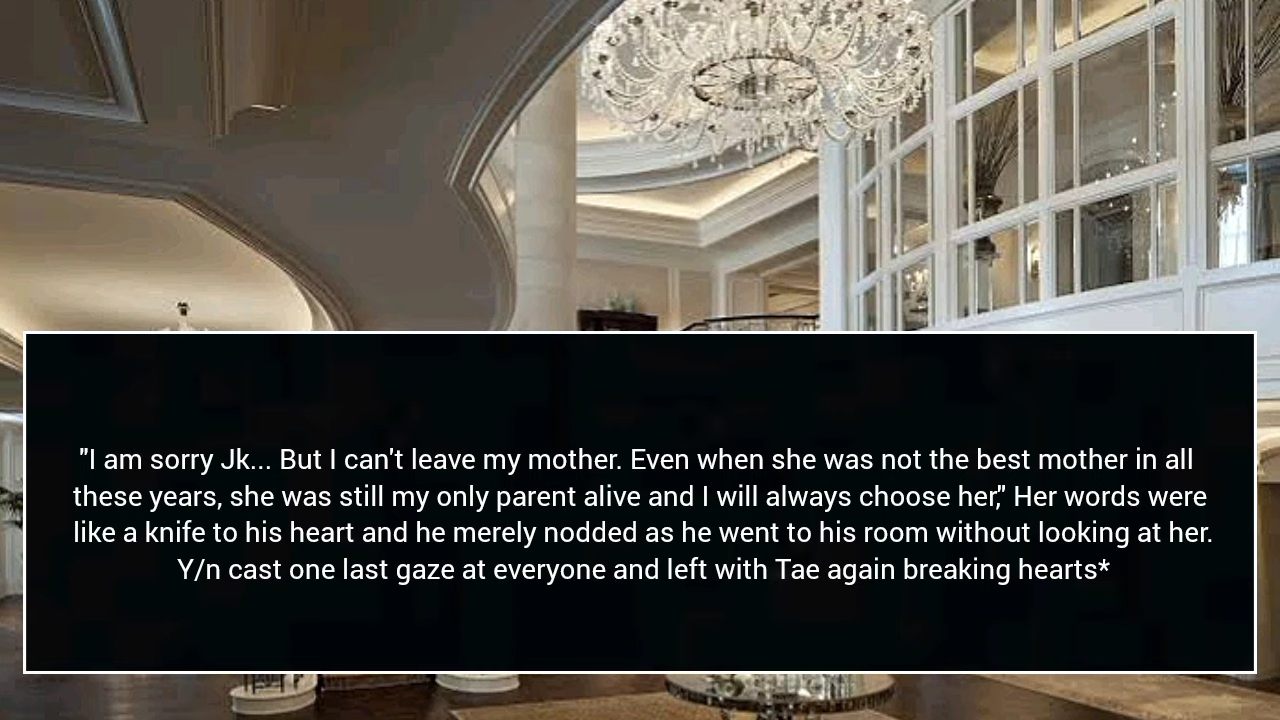 "I am sorry Jk... But I can't leave my mother. Even when she was not the best mother in all
these years, she was still my only parent alive and I will always choose her," Her words were
like a knife to his heart and he merely nodded as he went to his room without looking at her.
Y/n cast one last gaze at everyone and left with Tae again breaking hearts*